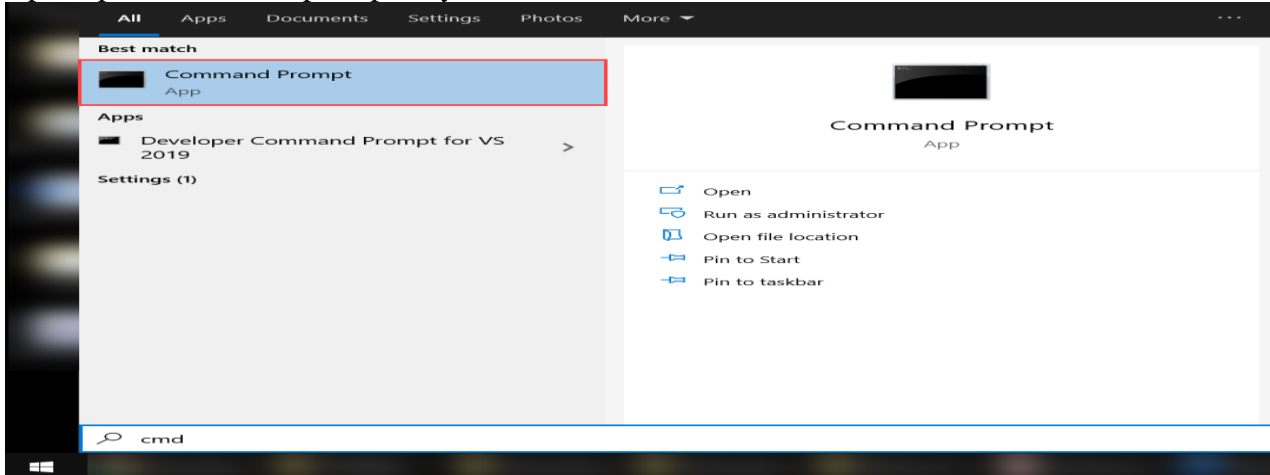 All Apps Documents Settings Photos More
Best match
Command Prompt
App
Apps
Developer Command Prompt for VS
2019
Settings (1)
Command Prompt
App
Open
Run as administrator
Open file location
Pin to Start
Pin to taskbar
cmd